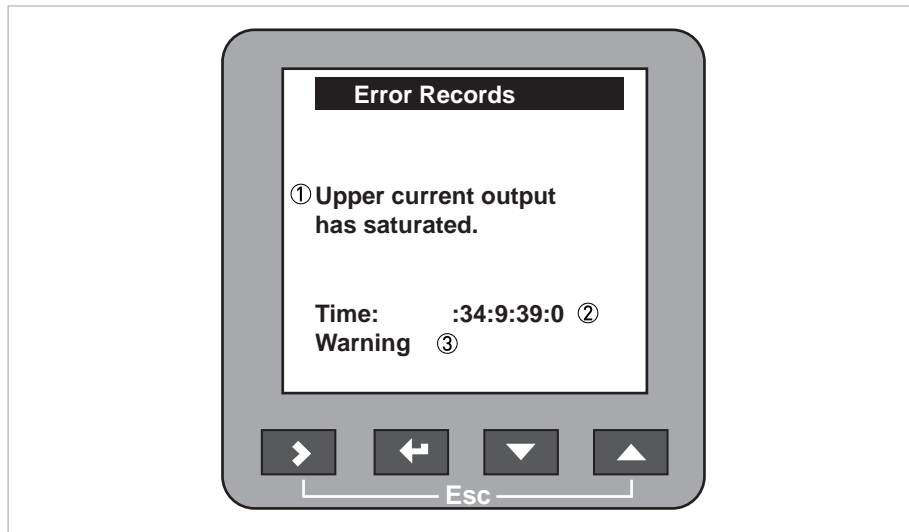 Error Records
① Upper current output
has saturated.
Time: :34:9:39:0 ②
Warning ③
Esc